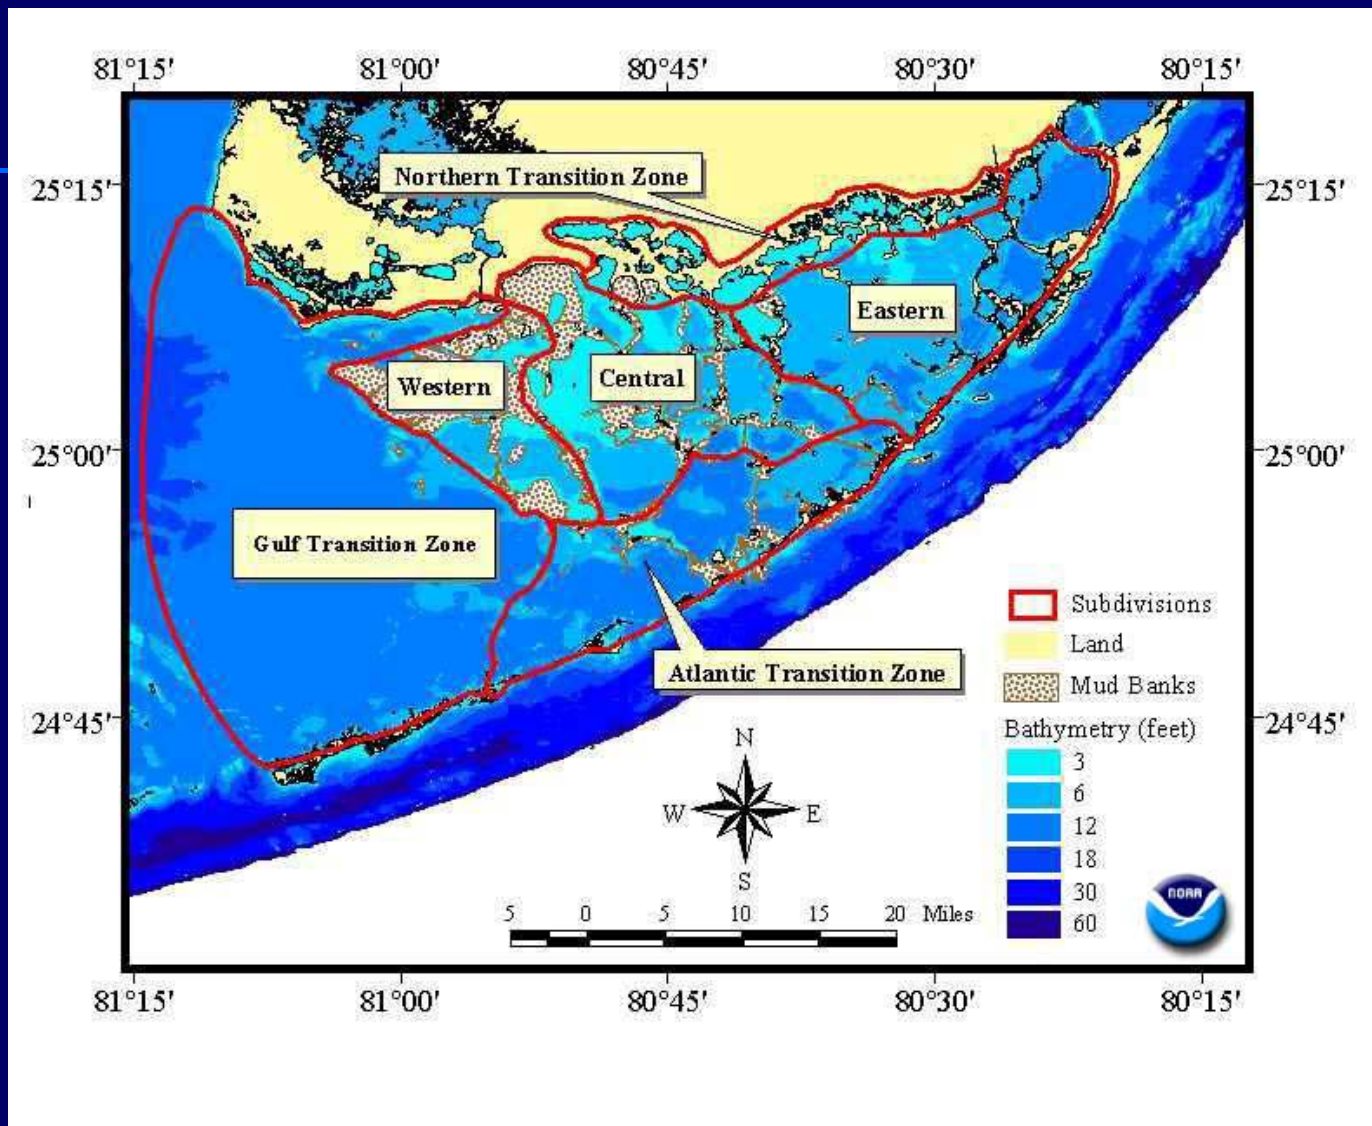 81°15' 81°00' 80°45' 80°30' 80°15'
25°15' 25°15'
Northern Transition Zone
Eastern
Western
Central
25°00' 25°00'
Gulf Transition Zone
Atlantic Transition Zone
24°45' 24°45'
Subdivisions
Land
Mud Banks
Bathymetry (feet)
3
6
12
18
30
60
N
W E
S
5 0 5 10 15 20 Miles
NOAA
81°15' 81°00' 80°45' 80°30' 80°15'